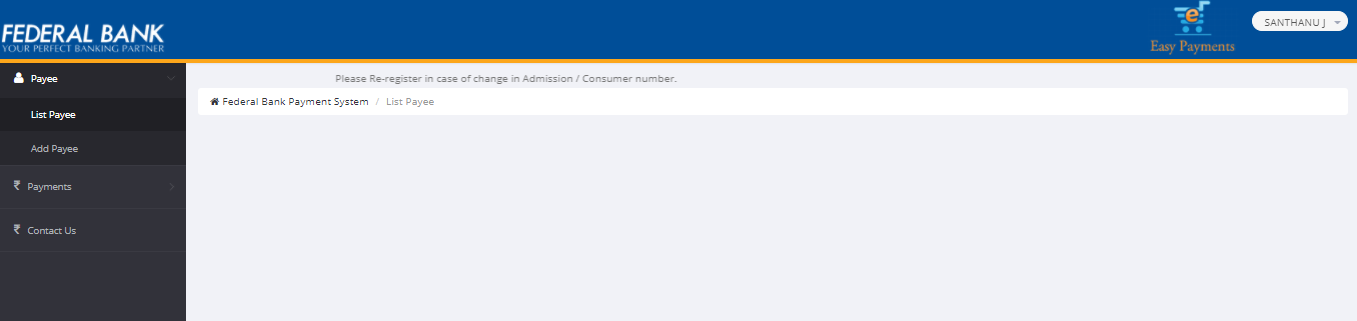 FEDERAL BANK
YOUR PERFECT BANKING PARTNER
e
Easy Payments
SANTHANU J
Payee
Please Re-register in case of change in Admission / Consumer number.
Federal Bank Payment System / List Payee
List Payee
Add Payee
₹ Payments
₹ Contact Us